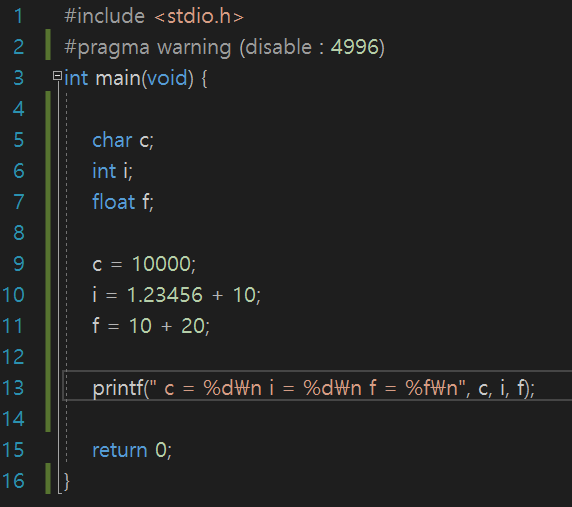 1 #include <stdio.h>
2 #pragma warning (disable : 4996)
3 int main(void) {
4
5 char c;
6 int i;
7 float f;
8
9 c = 10000;
10 i = 1.23456 + 10;
11 f = 10 + 20;
12
13 printf(" c = %d₩n i = %d₩n f = %f₩n", c, i, f);
14
15 return 0;
16 }